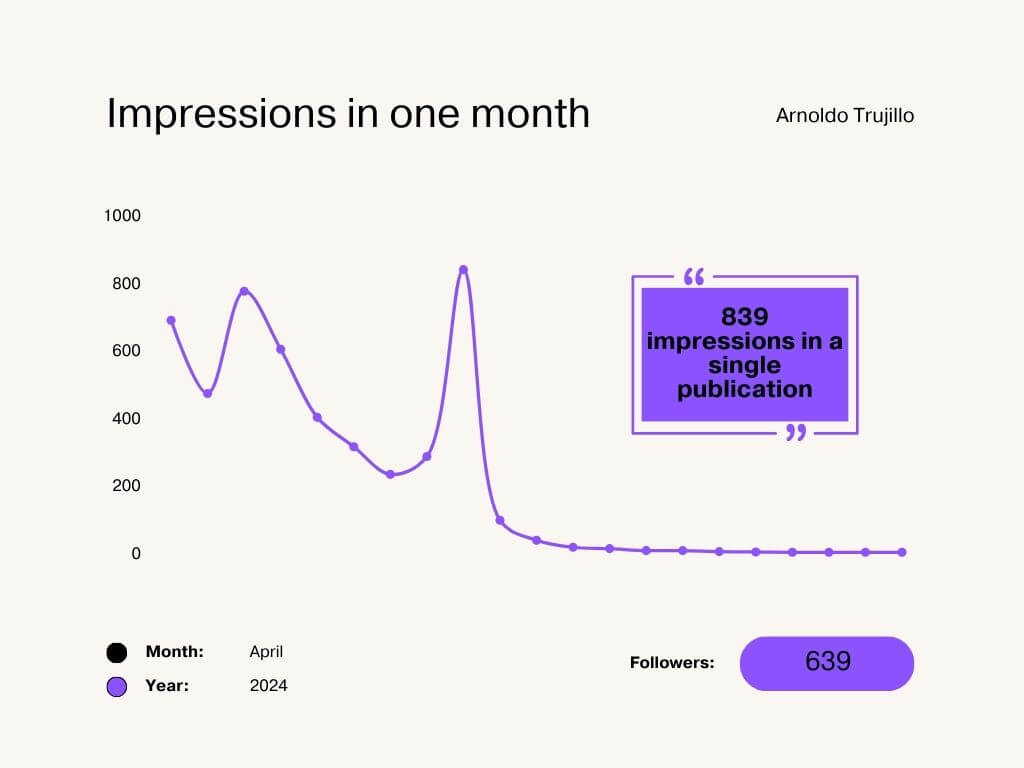 Impressions in one month
Arnoldo Trujillo
1000
800
600
400
200
0
“
839
impressions in a
single
publication
”
Month: April
Year: 2024
Followers: 639